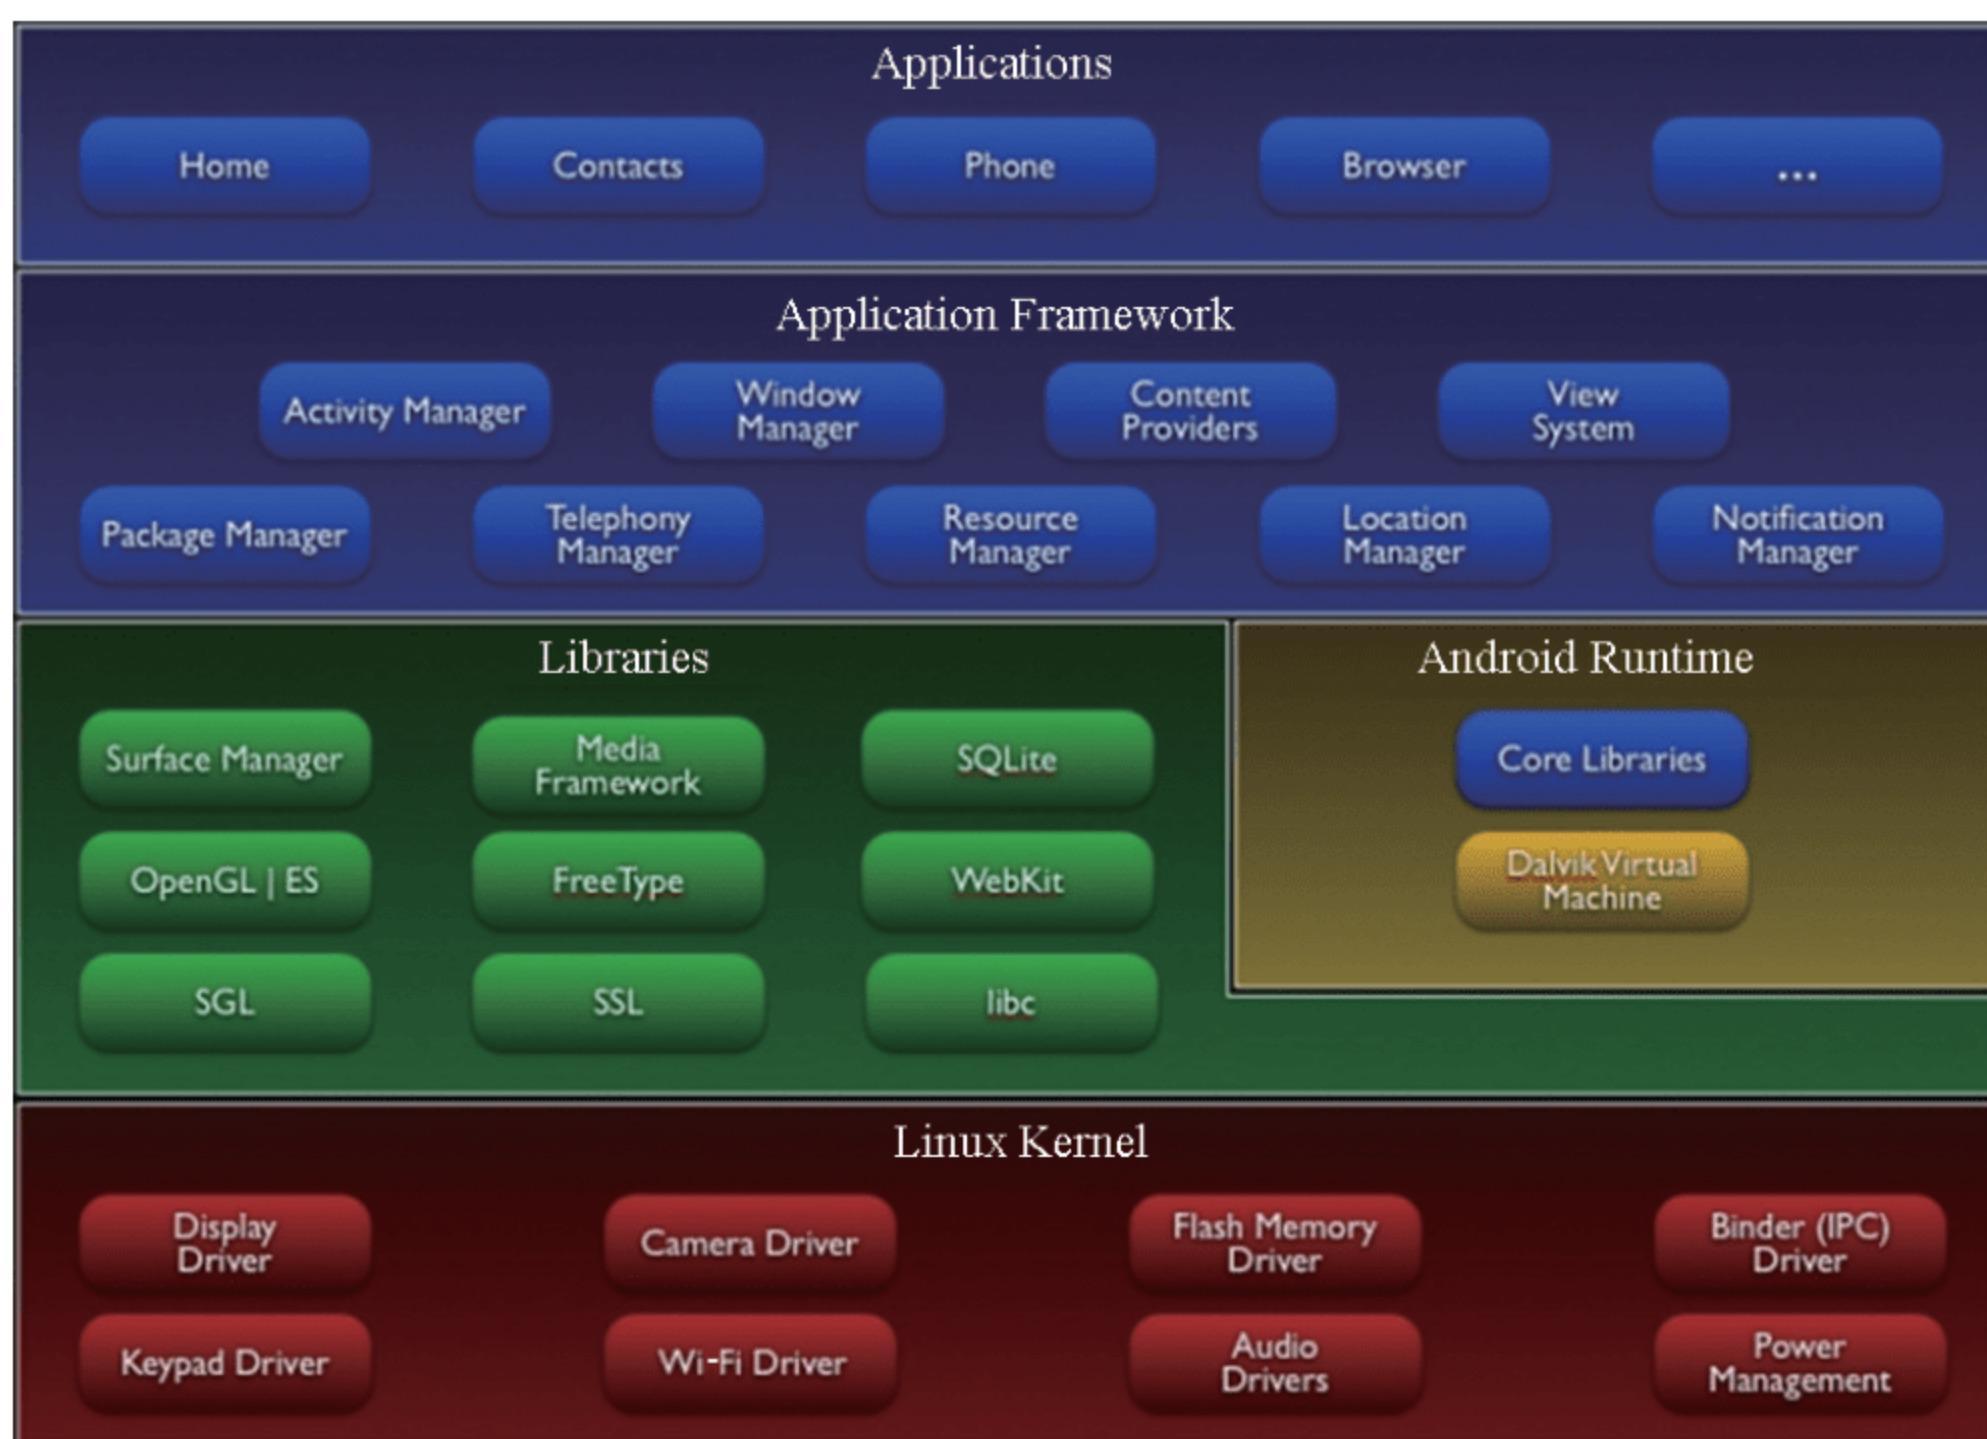 Applications
Home
Contacts
Phone
Browser
...
Application Framework
Activity Manager
Window
Manager
Content
Providers
View
System
Package Manager
Telephony
Manager
Resource
Manager
Location
Manager
Notification
Manager
Libraries
Surface Manager
Media
Framework
SQLite
OpenGL | ES
FreeType
WebKit
SGL
SSL
libc
Android Runtime
Core Libraries
Dalvik Virtual
Machine
Linux Kernel
Display
Driver
Camera Driver
Flash Memory
Driver
Binder (IPC)
Driver
Keypad Driver
Wi-Fi Driver
Audio
Drivers
Power
Management